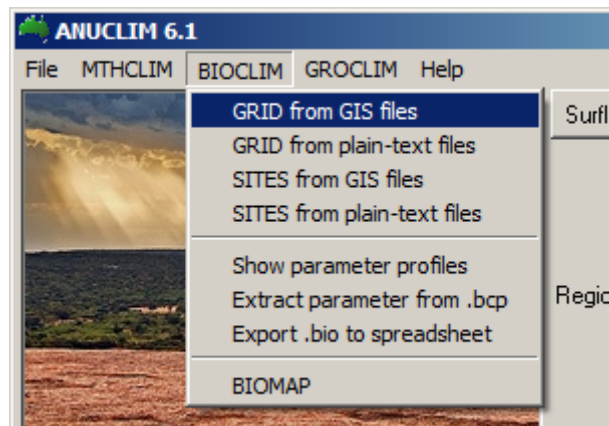 ANUCLIM 6.1
File MTHCLIM BIOCLIM GROCLIM Help
GRID from GIS files
GRID from plain-text files
SITES from GIS files
SITES from plain-text files
Show parameter profiles
Extract parameter from .bcp
Export .bio to spreadsheet
BIOMAP
Surfl
Regio